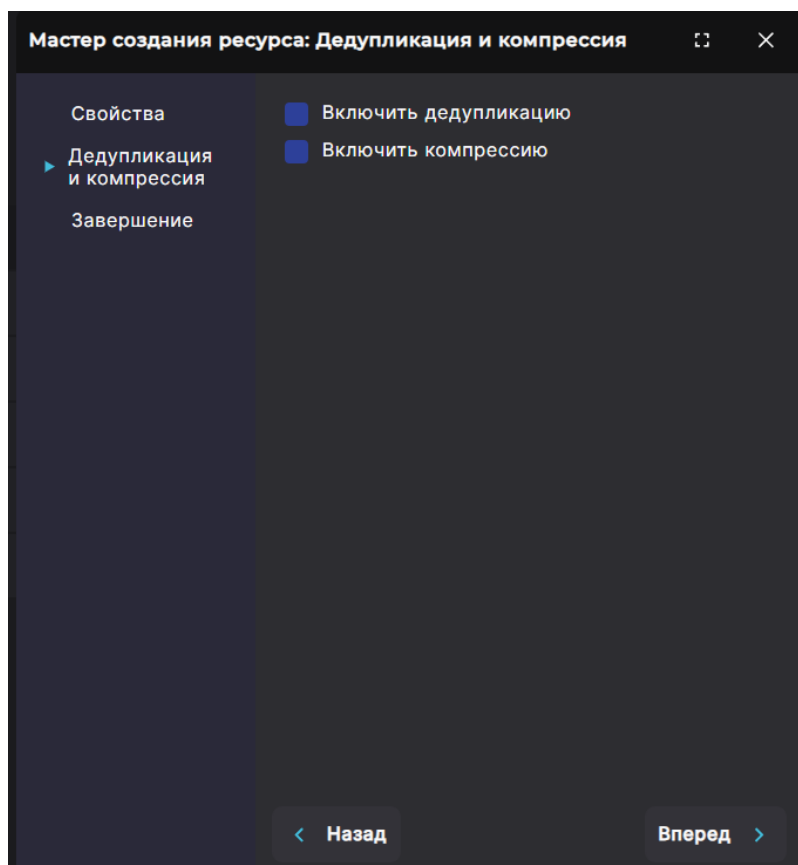 Мастер создания ресурса: Дедупликация и компрессия
Свойства
Дедупликация
и компрессия
Завершение
Включить дедупликацию
Включить компрессию
Назад
Вперед